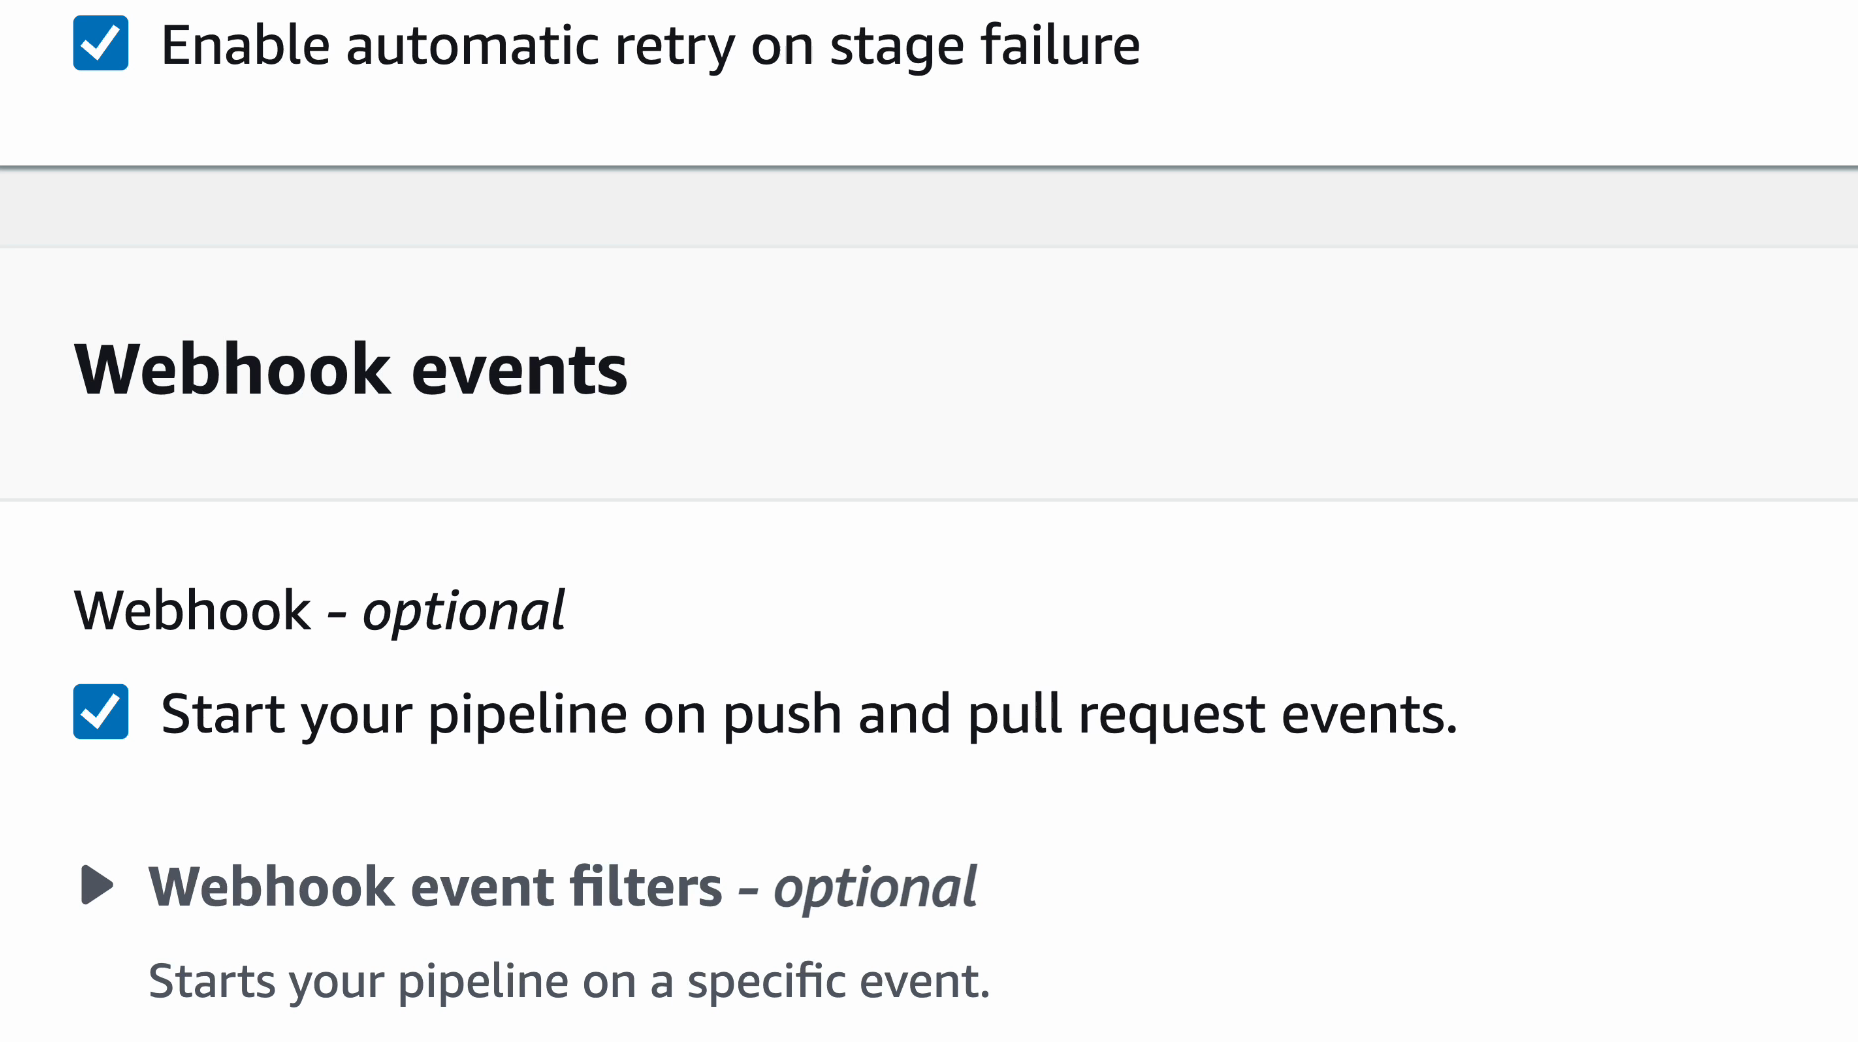 Enable automatic retry on stage failure
Webhook events
Webhook - optional
Start your pipeline on push and pull request events.
Webhook event filters - optional
Starts your pipeline on a specific event.